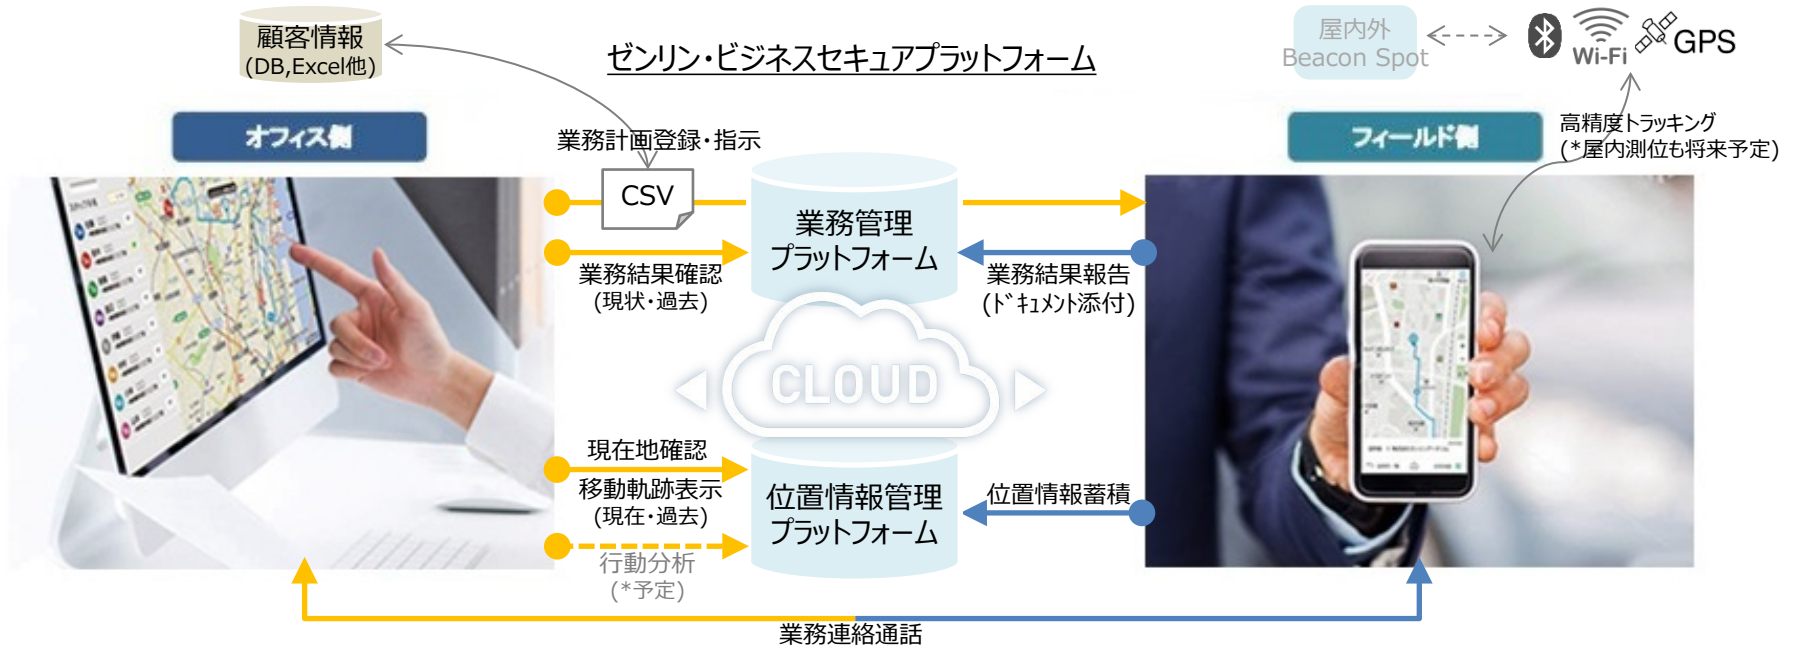 顧客情報
(DB,Excel他)
ゼンリン・ビジネスセキュアプラットフォーム
屋内外
Beacon Spot
Wi-Fi
GPS
オフィス側
業務計画登録・指示
フィールド側
高精度トラッキング
(*屋内測位も将来予定)
CSV
業務管理
プラットフォーム
業務結果確認
(現状・過去)
業務結果報告
(ﾄﾞｷｭﾒﾝﾄ添付)
CLOUD
現在地確認
移動軌跡表示
(現在・過去)
位置情報管理
プラットフォーム
位置情報蓄積
行動分析
(*予定)
業務連絡通話